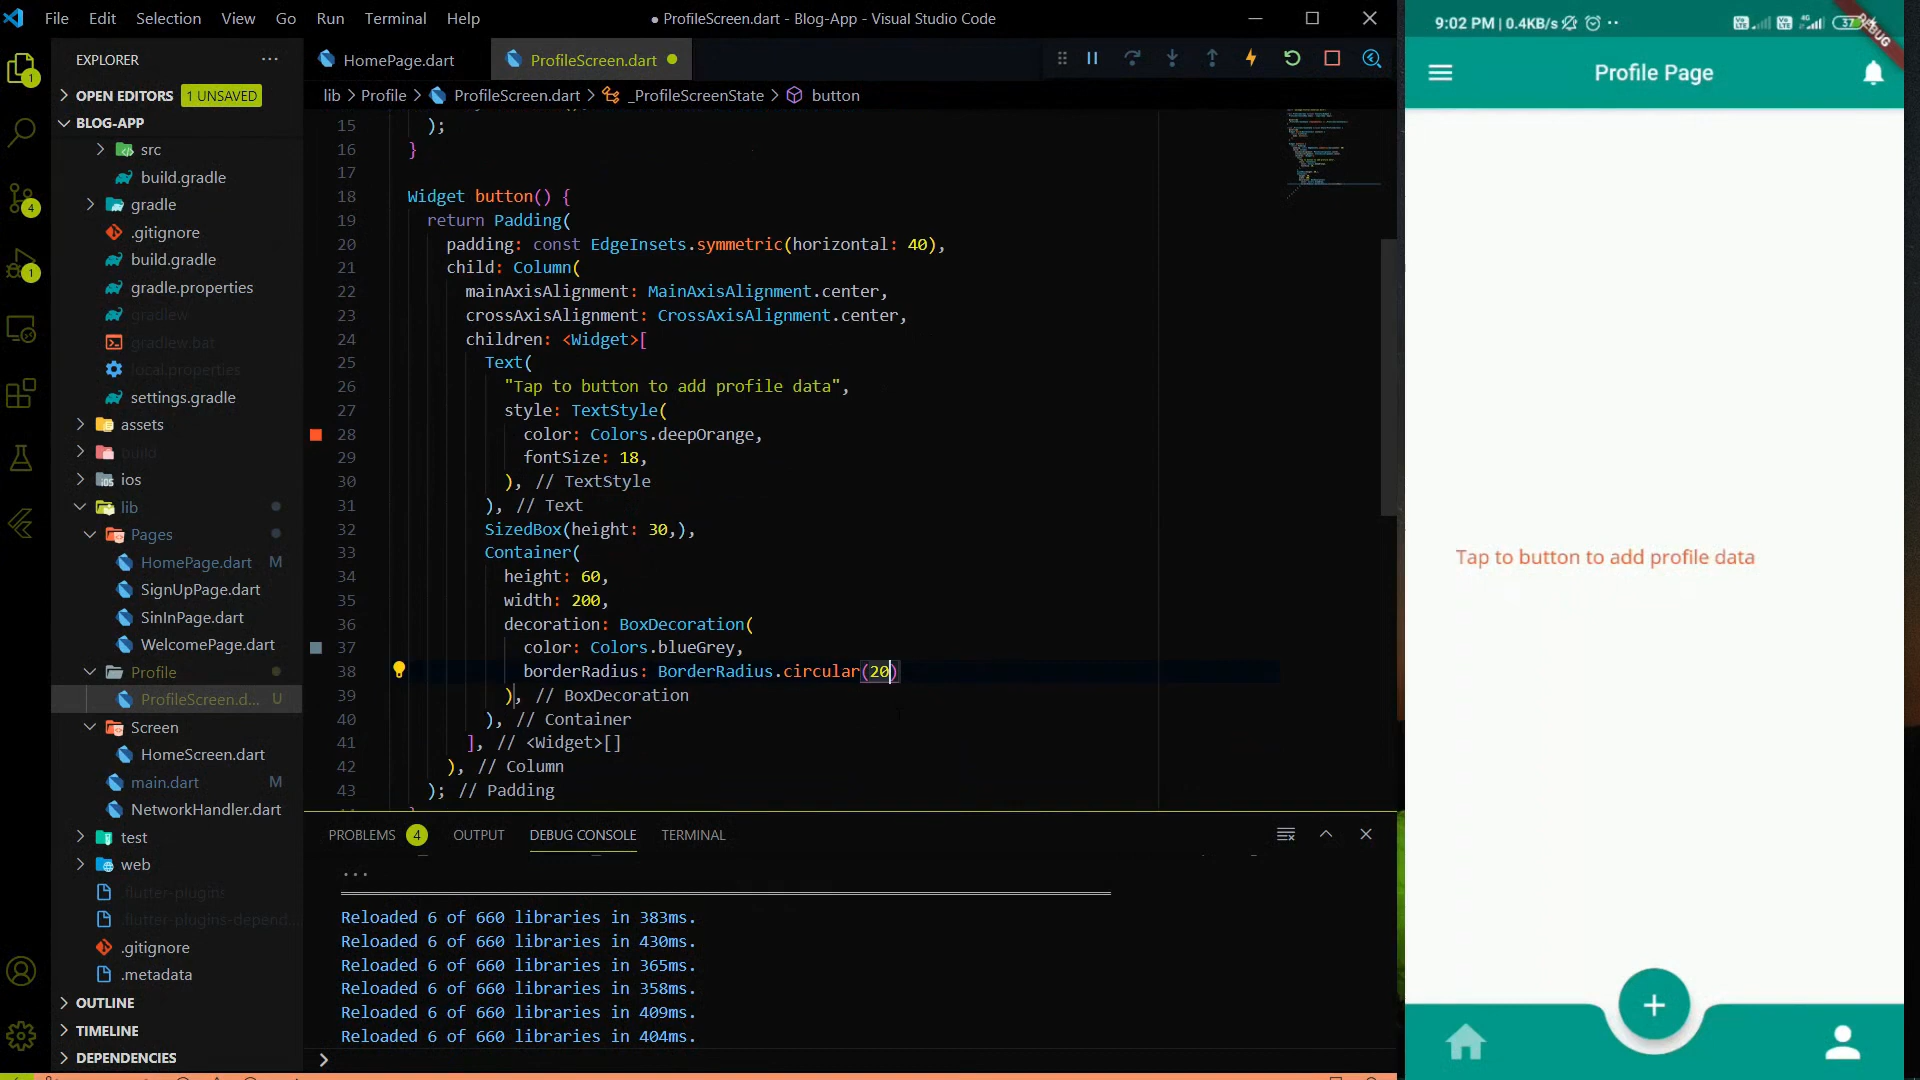 File Edit Selection View Go Run Terminal Help
● ProfileScreen.dart - Blog-App - Visual Studio Code
EXPLORER
OPEN EDITORS 1 UNSAVED
BLOG-APP
src
build.gradle
gradle
.gitignore
build.gradle
gradle.properties
gradlew
gradlew.bat
local.properties
settings.gradle
assets
build
ios
lib
Pages
HomePage.dart M
SignUpPage.dart
SinInPage.dart
WelcomePage.dart
Profile
ProfileScreen.d... U
Screen
HomeScreen.dart
main.dart M
NetworkHandler.dart
test
web
.flutter-plugins
.flutter-plugins-depend...
.gitignore
.metadata
OUTLINE
TIMELINE
DEPENDENCIES
1
4
1
HomePage.dart ProfileScreen.dart ●
lib > Profile > ProfileScreen.dart > _ProfileScreenState > button
15 );
16 }
17
18 Widget button() {
19 return Padding(
20 padding: const EdgeInsets.symmetric(horizontal: 40),
21 child: Column(
22 mainAxisAlignment: MainAxisAlignment.center,
23 crossAxisAlignment: CrossAxisAlignment.center,
24 children: <Widget>[
25 Text(
26 "Tap to button to add profile data",
27 style: TextStyle(
28 color: Colors.deepOrange,
29 fontSize: 18,
30 ), // TextStyle
31 ), // Text
32 SizedBox(height: 30,),
33 Container(
34 height: 60,
35 width: 200,
36 decoration: BoxDecoration(
37 color: Colors.blueGrey,
38 borderRadius: BorderRadius.circular(20)
39 ), // BoxDecoration
40 ), // Container
41 ], // <Widget>[]
42 ), // Column
43 ); // Padding
PROBLEMS 4 OUTPUT DEBUG CONSOLE TERMINAL
...
Reloaded 6 of 660 libraries in 383ms.
Reloaded 6 of 660 libraries in 430ms.
Reloaded 6 of 660 libraries in 365ms.
Reloaded 6 of 660 libraries in 358ms.
Reloaded 6 of 660 libraries in 409ms.
Reloaded 6 of 660 libraries in 404ms.
>
9:02 PM | 0.4KB/s
37
DEBUG
Profile Page
Tap to button to add profile data